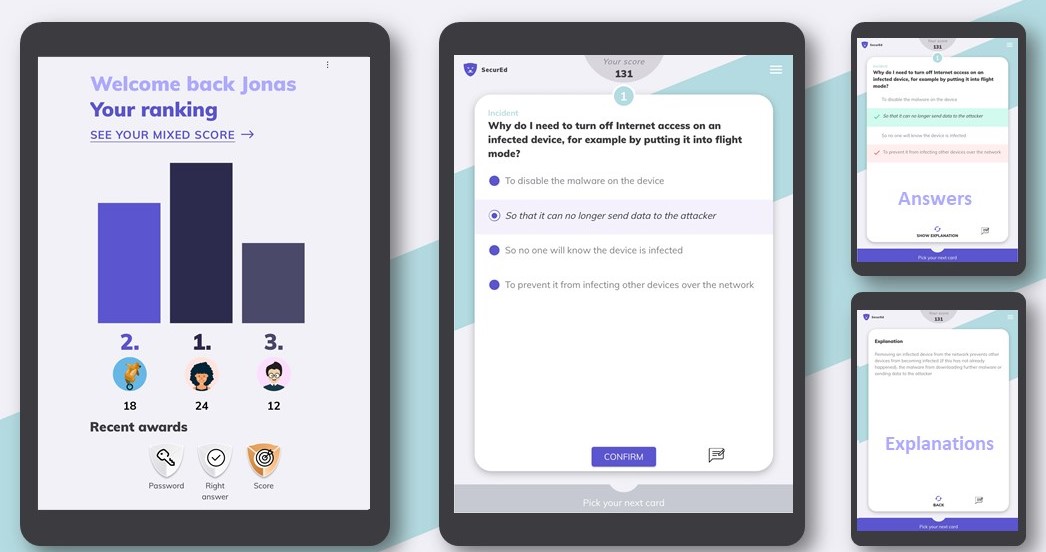 Welcome back Jonas
Your ranking
SEE YOUR MIXED SCORE
2.
1.
3.
18
24
12
Recent awards
Password
Right
answer
Score
SecurEd
Your score
131
1
Incident
Why do I need to turn off Internet access on an
infected device, for example by putting it into flight
mode?
To disable the malware on the device
So that it can no longer send data to the attacker
So no one will know the device is infected
To prevent it from infecting other devices over the network
CONFIRM
Pick your next card
SecurEd
Your score
131
1
Incident
Why do I need to turn off Internet access on an
infected device, for example by putting it into flight
mode?
To disable the malware on the device
So that it can no longer send data to the attacker
So no one will know the device is infected
To prevent it from infecting other devices over the network
Answers
SHOW EXPLANATION
Pick your next card
SecurEd
Your score
131
Explanation
Removing an infected device from the network prevents other
devices from becoming infected (if this has not already
happened), the malware from downloading further malware or
sending data to the attacker
Explanations
BACK
Pick your next card